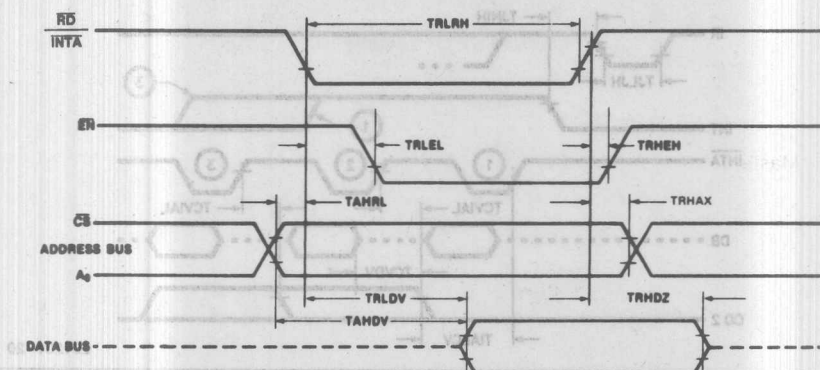 RD TRLRH
INTA
EN TRLEL TRHEH
TAHRL TRHAX
CS
ADDRESS BUS
A₀
TRLDV TRHDZ
TAHDV
DATA BUS